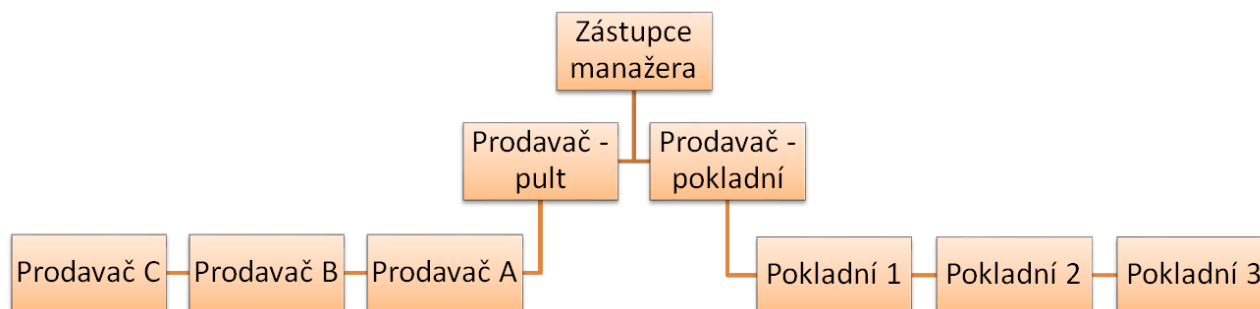 Zástupce
manažera
Prodavač -
pult
Prodavač -
pokladní
Prodavač C
Prodavač B
Prodavač A
Pokladní 1
Pokladní 2
Pokladní 3